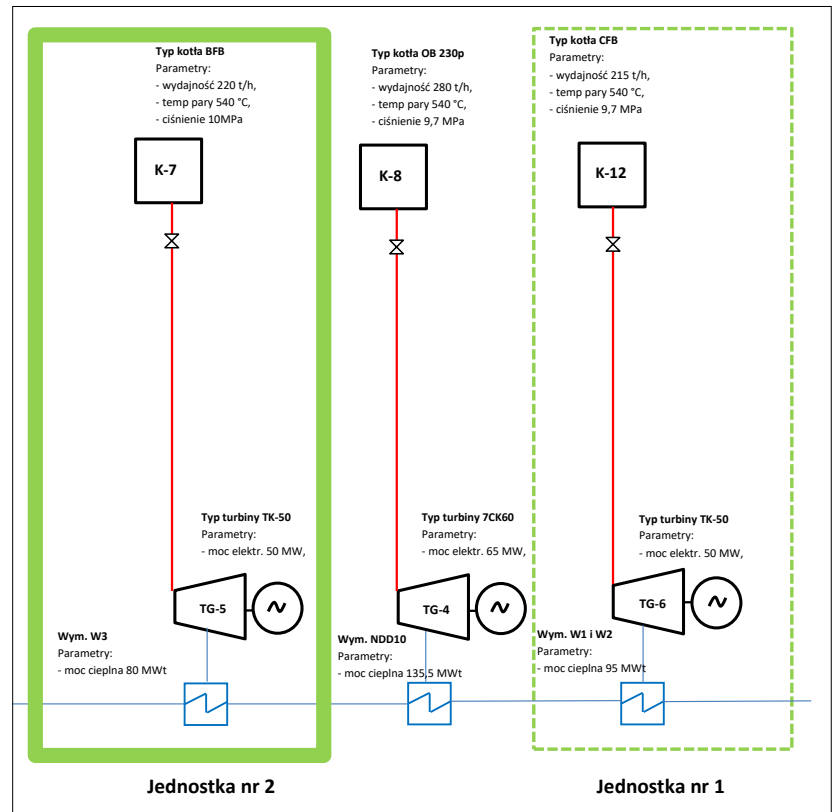 Typ kotła BFB
Parametry:
- wydajność 220 t/h,
- temp pary 540 °C,
- ciśnienie 10MPa
Typ kotła OB 230p
Parametry:
- wydajność 280 t/h,
- temp pary 540 °C,
- ciśnienie 9,7 MPa
Typ kotła CFB
Parametry:
- wydajność 215 t/h,
- temp pary 540 °C,
- ciśnienie 9,7 MPa
K-7
K-8
K-12
Typ turbiny TK-50
Parametry:
- moc elektr. 50 MW,
Typ turbiny 7CK60
Parametry:
- moc elektr. 65 MW,
Typ turbiny TK-50
Parametry:
- moc elektr. 50 MW,
TG-5
TG-4
TG-6
Wym. W3
Parametry:
- moc cieplna 80 MWt
Wym. NDD10
Parametry:
- moc cieplna 135,5 MWt
Wym. W1 i W2
Parametry:
- moc cieplna 95 MWt
Jednostka nr 2
Jednostka nr 1